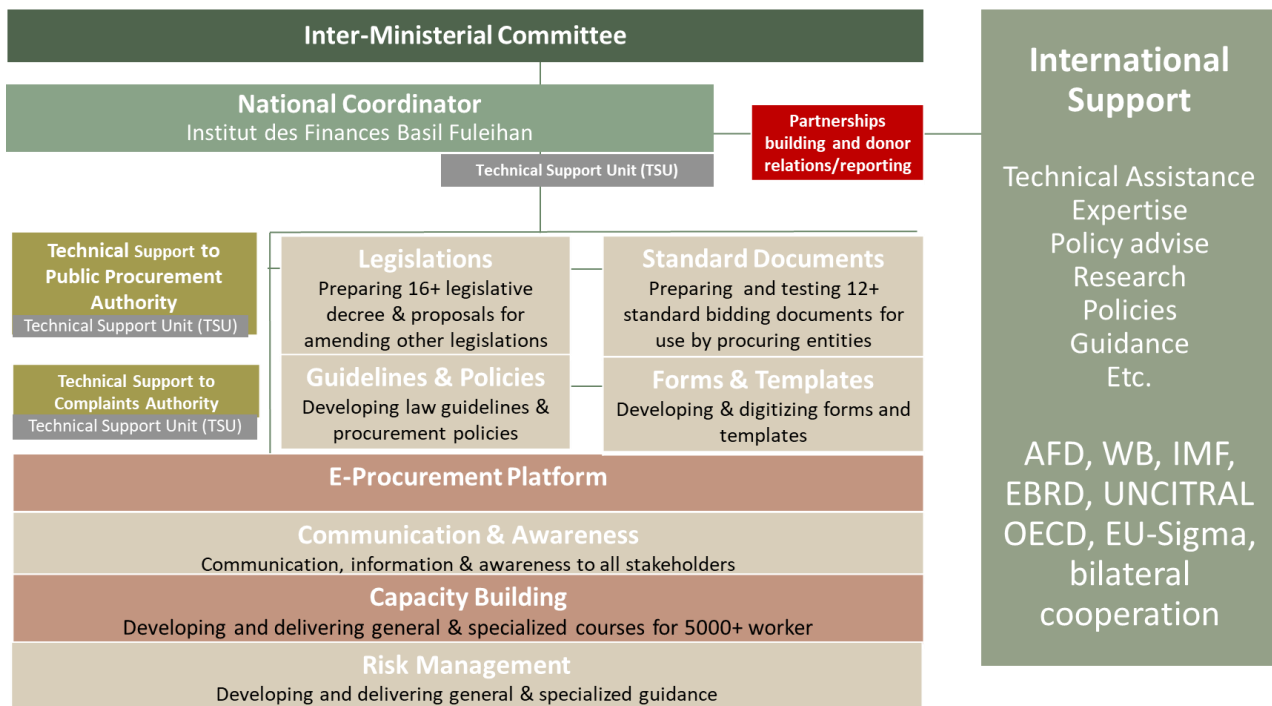 Inter-Ministerial Committee
National Coordinator
Institut des Finances Basil Fuleihan
Technical Support Unit (TSU)
Partnerships
building and donor
relations/reporting
Technical Support to
Public Procurement
Authority
Technical Support Unit (TSU)
Technical Support to
Complaints Authority
Technical Support Unit (TSU)
Legislations
Preparing 16+ legislative
decree & proposals for
amending other legislations
Standard Documents
Preparing and testing 12+
standard bidding documents for
use by procuring entities
Guidelines & Policies
Developing law guidelines &
procurement policies
Forms & Templates
Developing & digitizing forms and
templates
E-Procurement Platform
Communication & Awareness
Communication, information & awareness to all stakeholders
Capacity Building
Developing and delivering general & specialized courses for 5000+ worker
Risk Management
Developing and delivering general & specialized guidance
International
Support
Technical Assistance
Expertise
Policy advise
Research
Policies
Guidance
Etc.
AFD, WB, IMF,
EBRD, UNCITRAL
OECD, EU-Sigma,
bilateral
cooperation